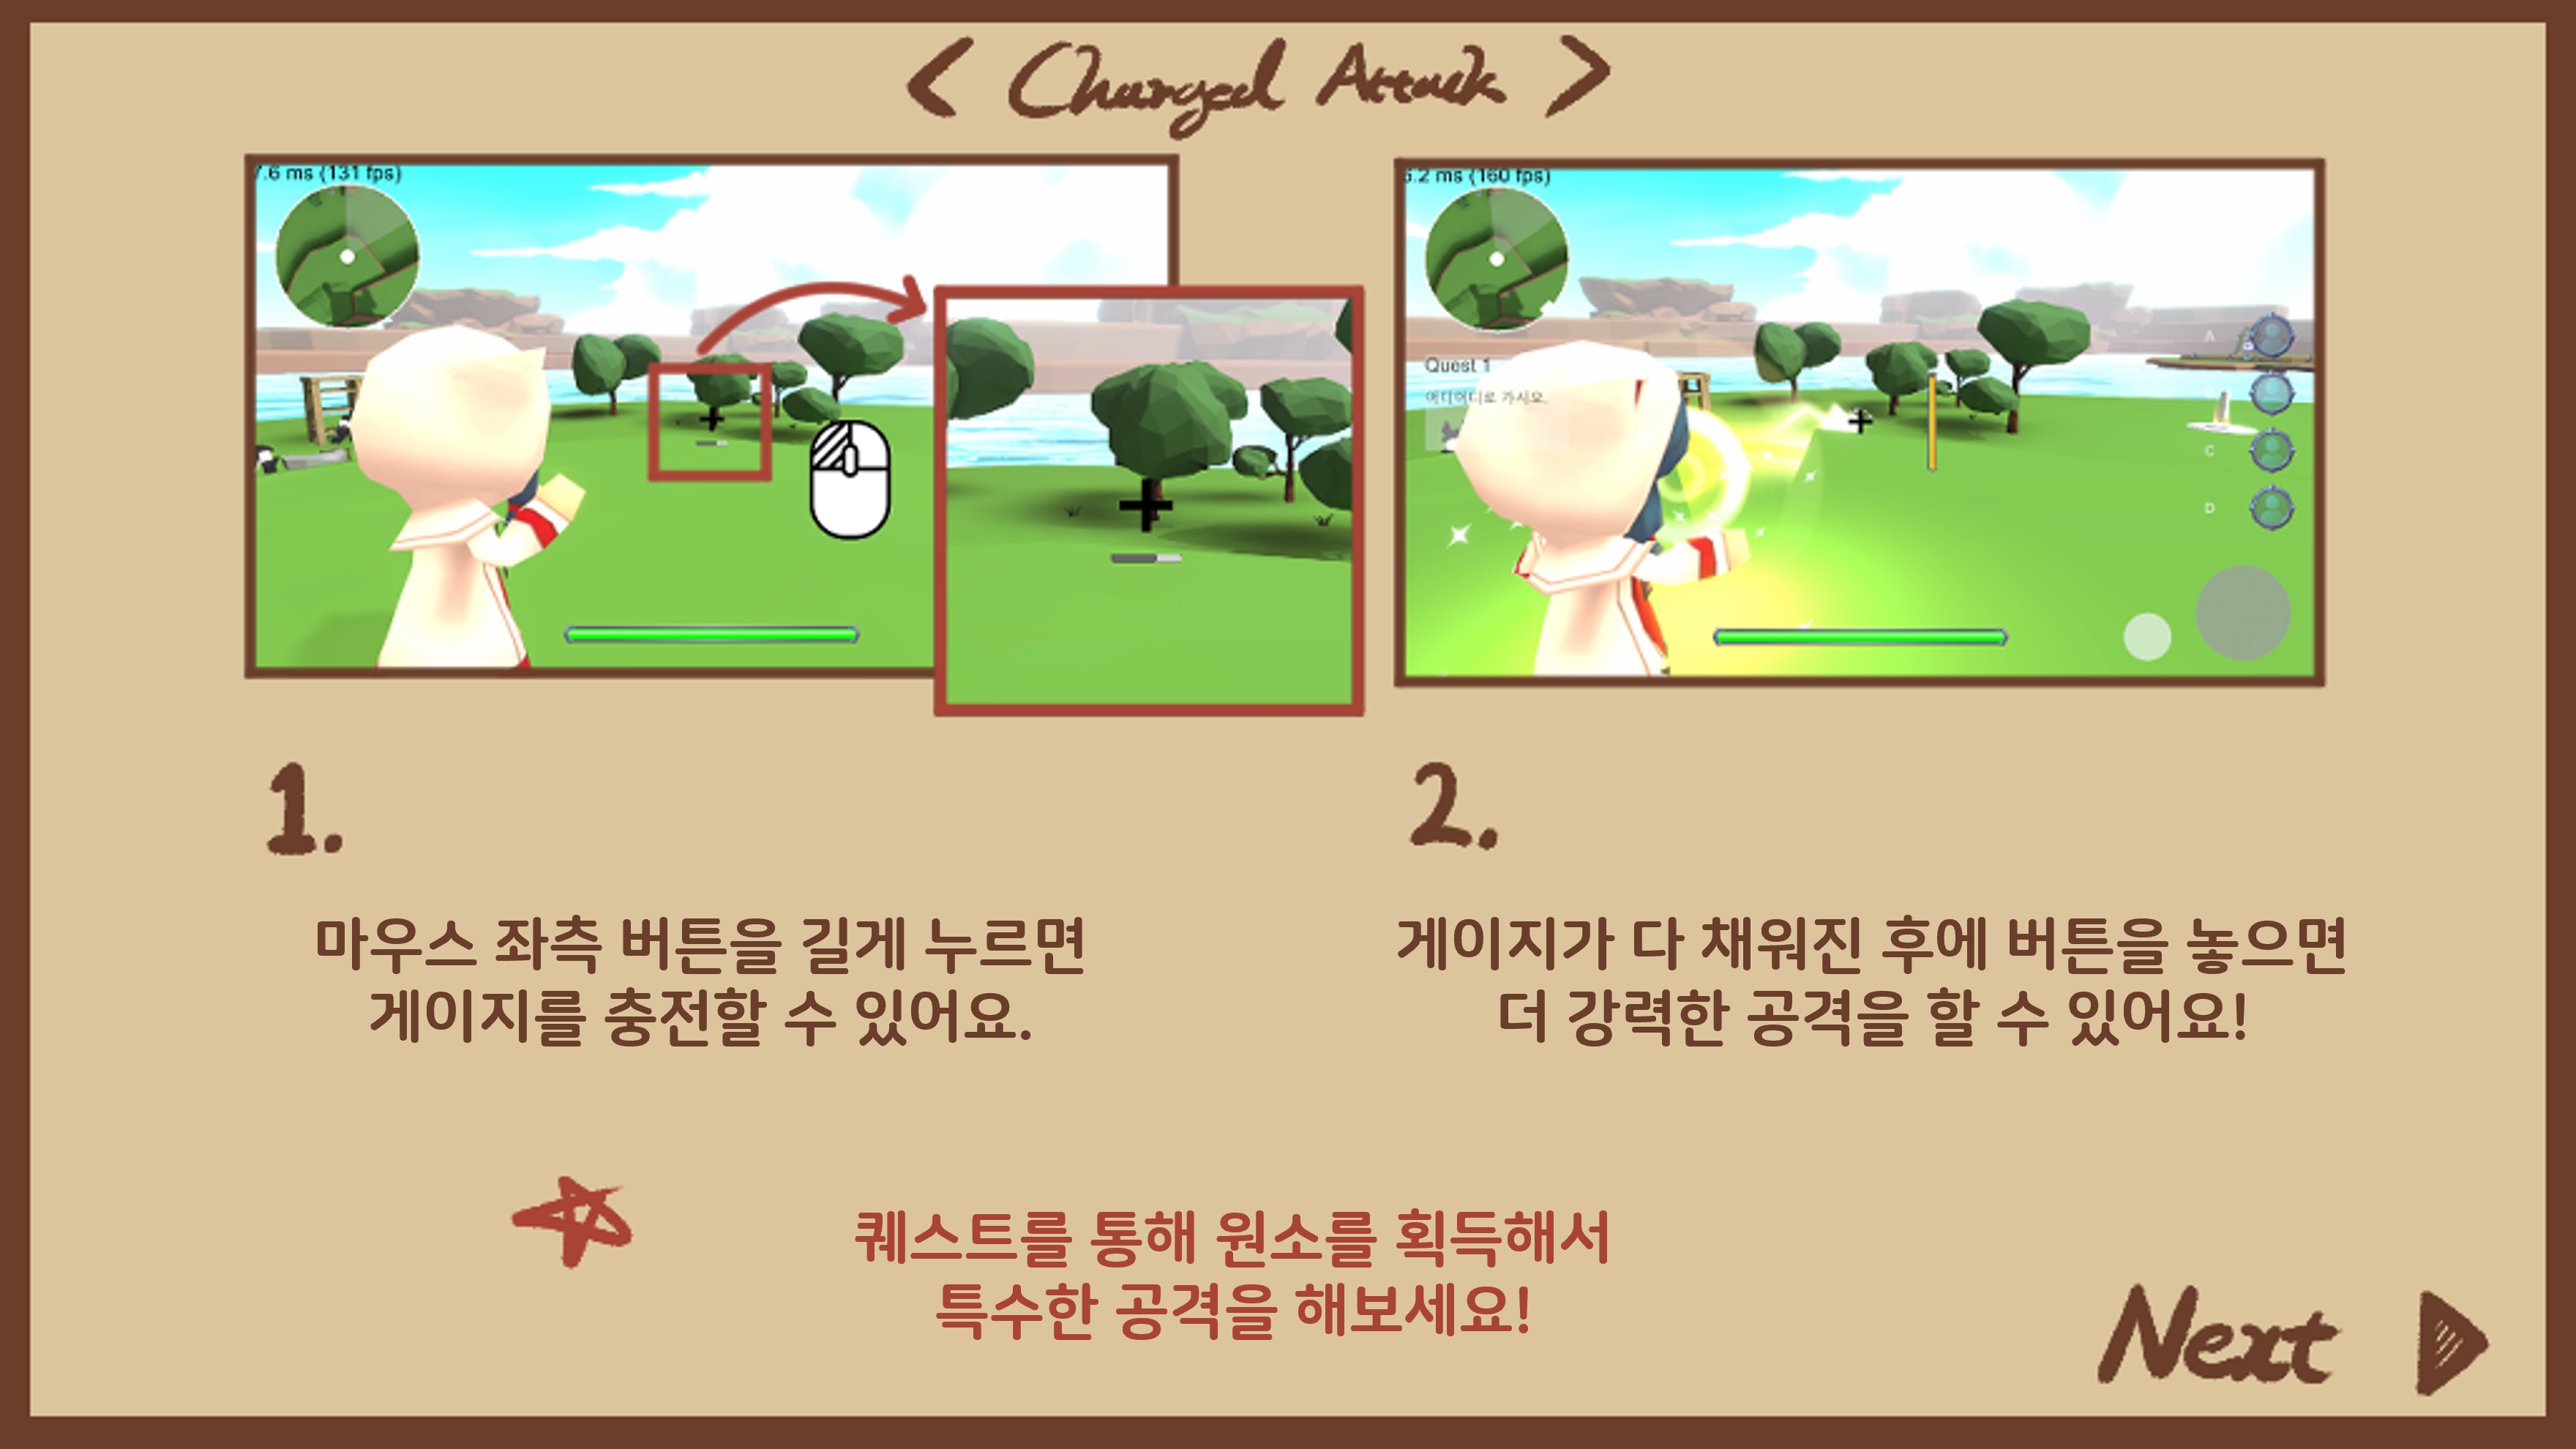 < Charged Attack >
7.6 ms (131 fps)
6.2 ms (160 fps)
Quest 1
어디어디로 가시오.
A
C
D
1.
마우스 좌측 버튼을 길게 누르면
게이지를 충전할 수 있어요.
2.
게이지가 다 채워진 후에 버튼을 놓으면
더 강력한 공격을 할 수 있어요!
퀘스트를 통해 원소를 획득해서
특수한 공격을 해보세요!
Next